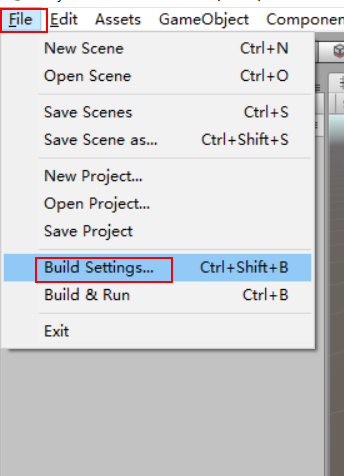 File Edit Assets GameObject Componen
New Scene Ctrl+N
Open Scene Ctrl+O
Save Scenes Ctrl+S
Save Scene as... Ctrl+Shift+S
New Project...
Open Project...
Save Project
Build Settings... Ctrl+Shift+B
Build & Run Ctrl+B
Exit